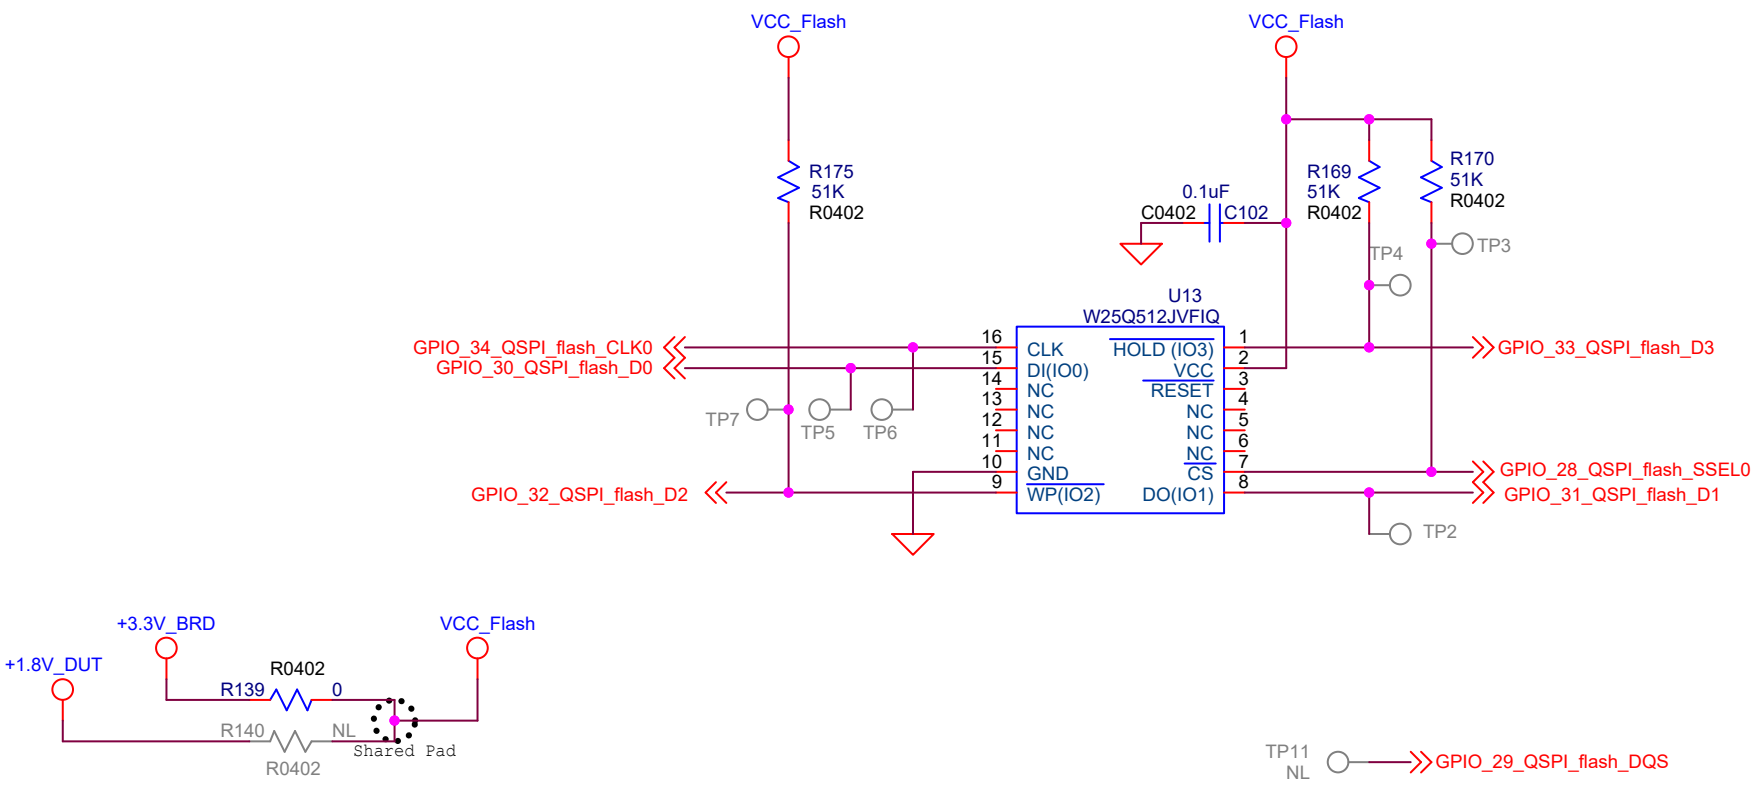 VCC_Flash
VCC_Flash
R175
51K
R0402
R169
51K
R0402
R170
51K
R0402
0.1uF
C0402
C102
TP4
TP3
U13
W25Q512JVFIQ
GPIO_34_QSPI_flash_CLK0
GPIO_30_QSPI_flash_D0
16
15
14
13
12
11
10
9
CLK
DI(IO0)
NC
NC
NC
NC
GND
WP(IO2)
HOLD (IO3)
VCC
RESET
NC
NC
NC
CS
DO(IO1)
1
2
3
4
5
6
7
8
GPIO_33_QSPI_flash_D3
TP7
TP5
TP6
GPIO_32_QSPI_flash_D2
GPIO_28_QSPI_flash_SSEL0
GPIO_31_QSPI_flash_D1
TP2
+3.3V_BRD
VCC_Flash
+1.8V_DUT
R0402
R139
0
R140
NL
R0402
Shared Pad
TP11
NL
GPIO_29_QSPI_flash_DQS